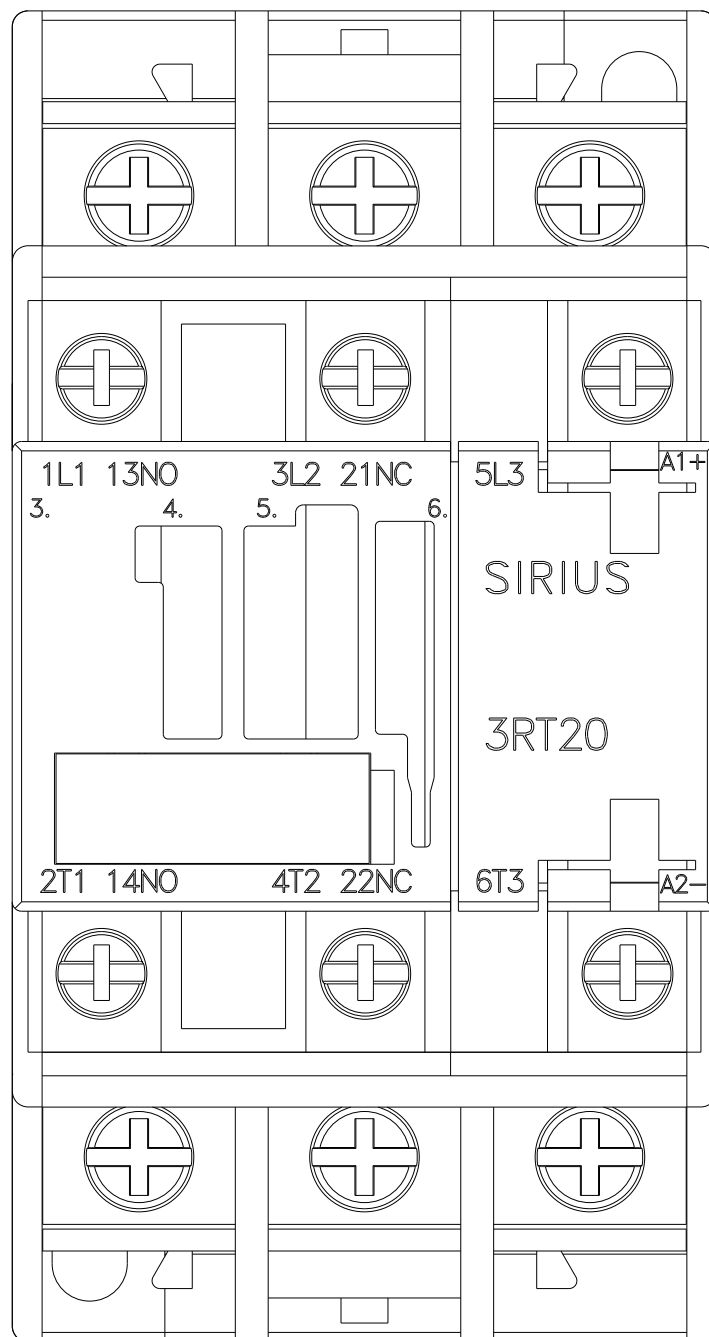 1L1 13NO 3L2 21NC 5L3 A1+
3. 4. 5. 6.
SIRIUS
3RT20
2T1 14NO 4T2 22NC 6T3 A2-